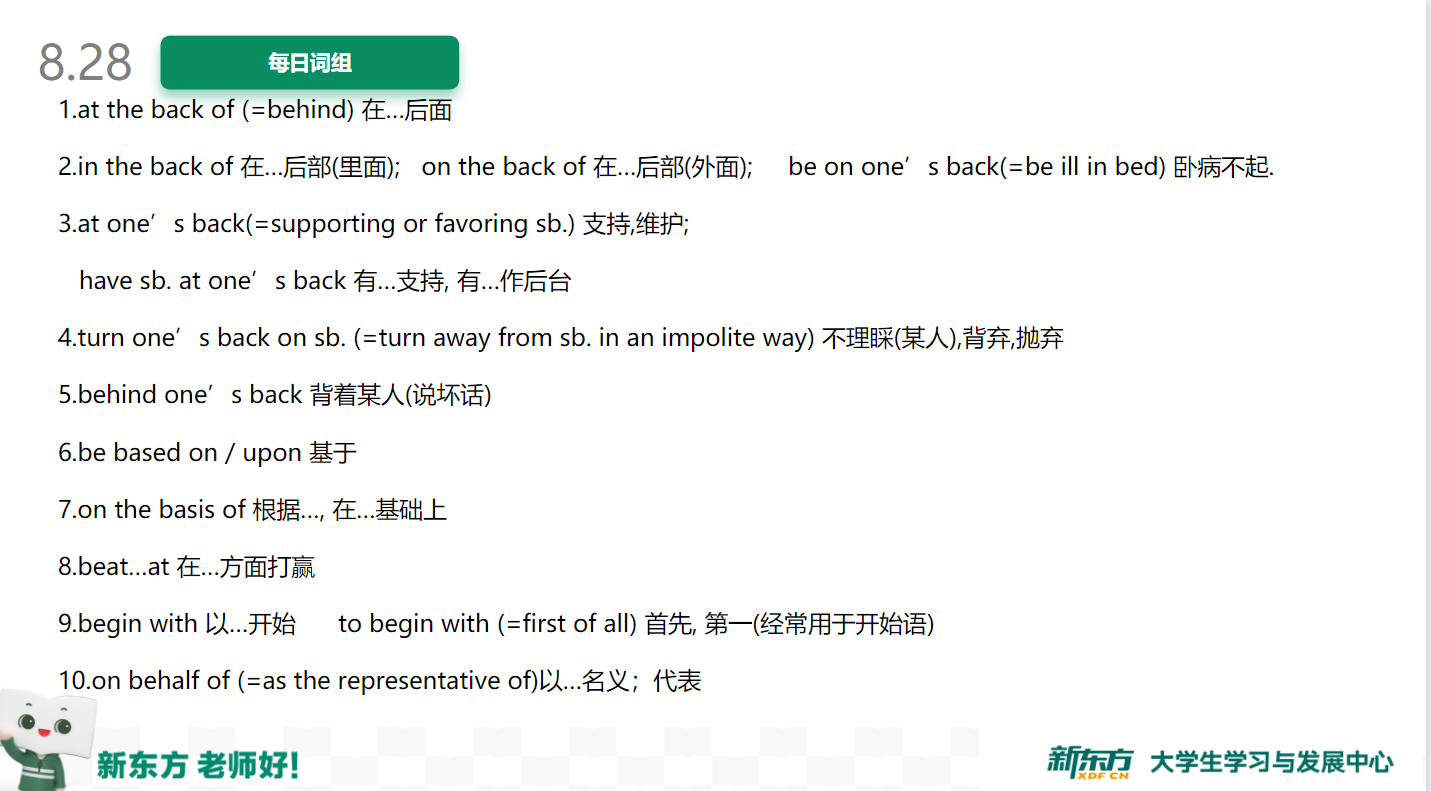 8.28 每日词组
1.at the back of (=behind) 在…后面
2.in the back of 在…后部(里面); on the back of 在…后部(外面); be on one′s back(=be ill in bed) 卧病不起.
3.at one′s back(=supporting or favoring sb.) 支持,维护;
have sb. at one′s back 有…支持, 有…作后台
4.turn one′s back on sb. (=turn away from sb. in an impolite way) 不理睬(某人),背弃,抛弃
5.behind one′s back 背着某人(说坏话)
6.be based on / upon 基于
7.on the basis of 根据…, 在…基础上
8.beat…at 在…方面打赢
9.begin with 以…开始 to begin with (=first of all) 首先, 第一(经常用于开始语)
10.on behalf of (=as the representative of)以…名义；代表
新东方 老师好!
新东方 XDF.CN 大学生学习与发展中心